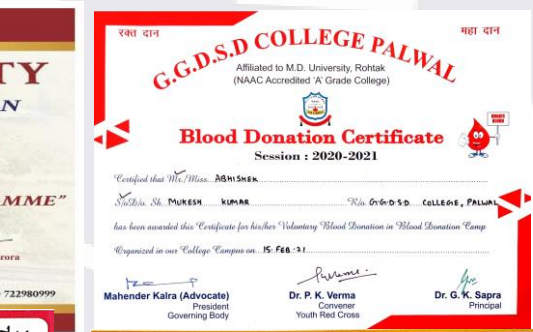 TY
N
AMME"
rora
722980999
रक्त दान
महा दान
G.G.D.S.D COLLEGE PALWAL
Affiliated to M.D. University, Rohtak
(NAAC Accredited 'A' Grade College)
DONATE BLOOD
Blood Donation Certificate
Session : 2020-2021
Certified that Mr./Miss. ABHISHEK
S/o D/o. Sh. MUKESH KUMAR R/o G.G.D.S.D COLLEGE, PALWAL
has been awarded this Certificate for his/her Voluntary Blood Donation in Blood Donation Camp
Organized in our College Campus on 15. FEB. 21
Mahender Kalra (Advocate)
President
Governing Body
Dr. P. K. Verma
Convener
Youth Red Cross
Dr. G. K. Sapra
Principal